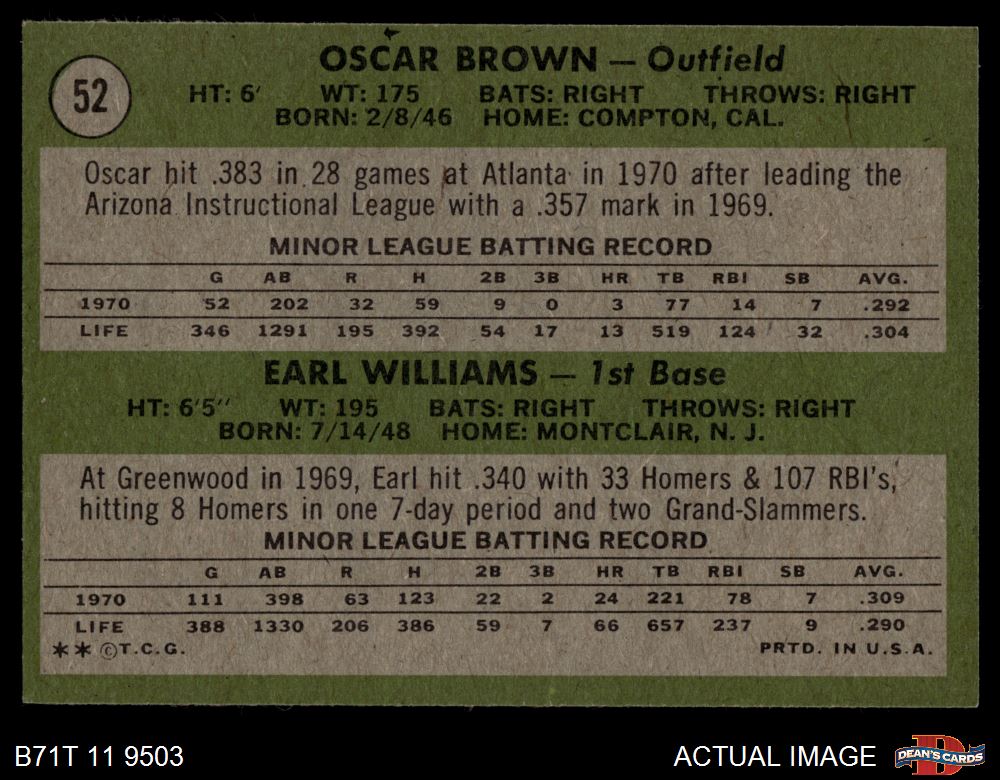 52
OSCAR BROWN — Outfield
HT: 6' WT: 175 BATS: RIGHT THROWS: RIGHT
BORN: 2/8/46 HOME: COMPTON, CAL.
Oscar hit .383 in 28 games at Atlanta in 1970 after leading the
Arizona Instructional League with a .357 mark in 1969.
MINOR LEAGUE BATTING RECORD
G AB R H 2B 3B HR TB RBI SB AVG.
1970 52 202 32 59 9 0 3 77 14 7 .292
LIFE 346 1291 195 392 54 17 13 519 124 32 .304
EARL WILLIAMS — 1st Base
HT: 6'5" WT: 195 BATS: RIGHT THROWS: RIGHT
BORN: 7/14/48 HOME: MONTCLAIR, N. J.
At Greenwood in 1969, Earl hit .340 with 33 Homers & 107 RBI's,
hitting 8 Homers in one 7-day period and two Grand-Slammers.
MINOR LEAGUE BATTING RECORD
G AB R H 2B 3B HR TB RBI SB AVG.
1970 111 398 63 123 22 2 24 221 78 7 .309
LIFE 388 1330 206 386 59 7 66 657 237 9 .290
** ©T.C.G. PRTD. IN U.S.A.
B71T 11 9503 ACTUAL IMAGE DEAN'S CARDS